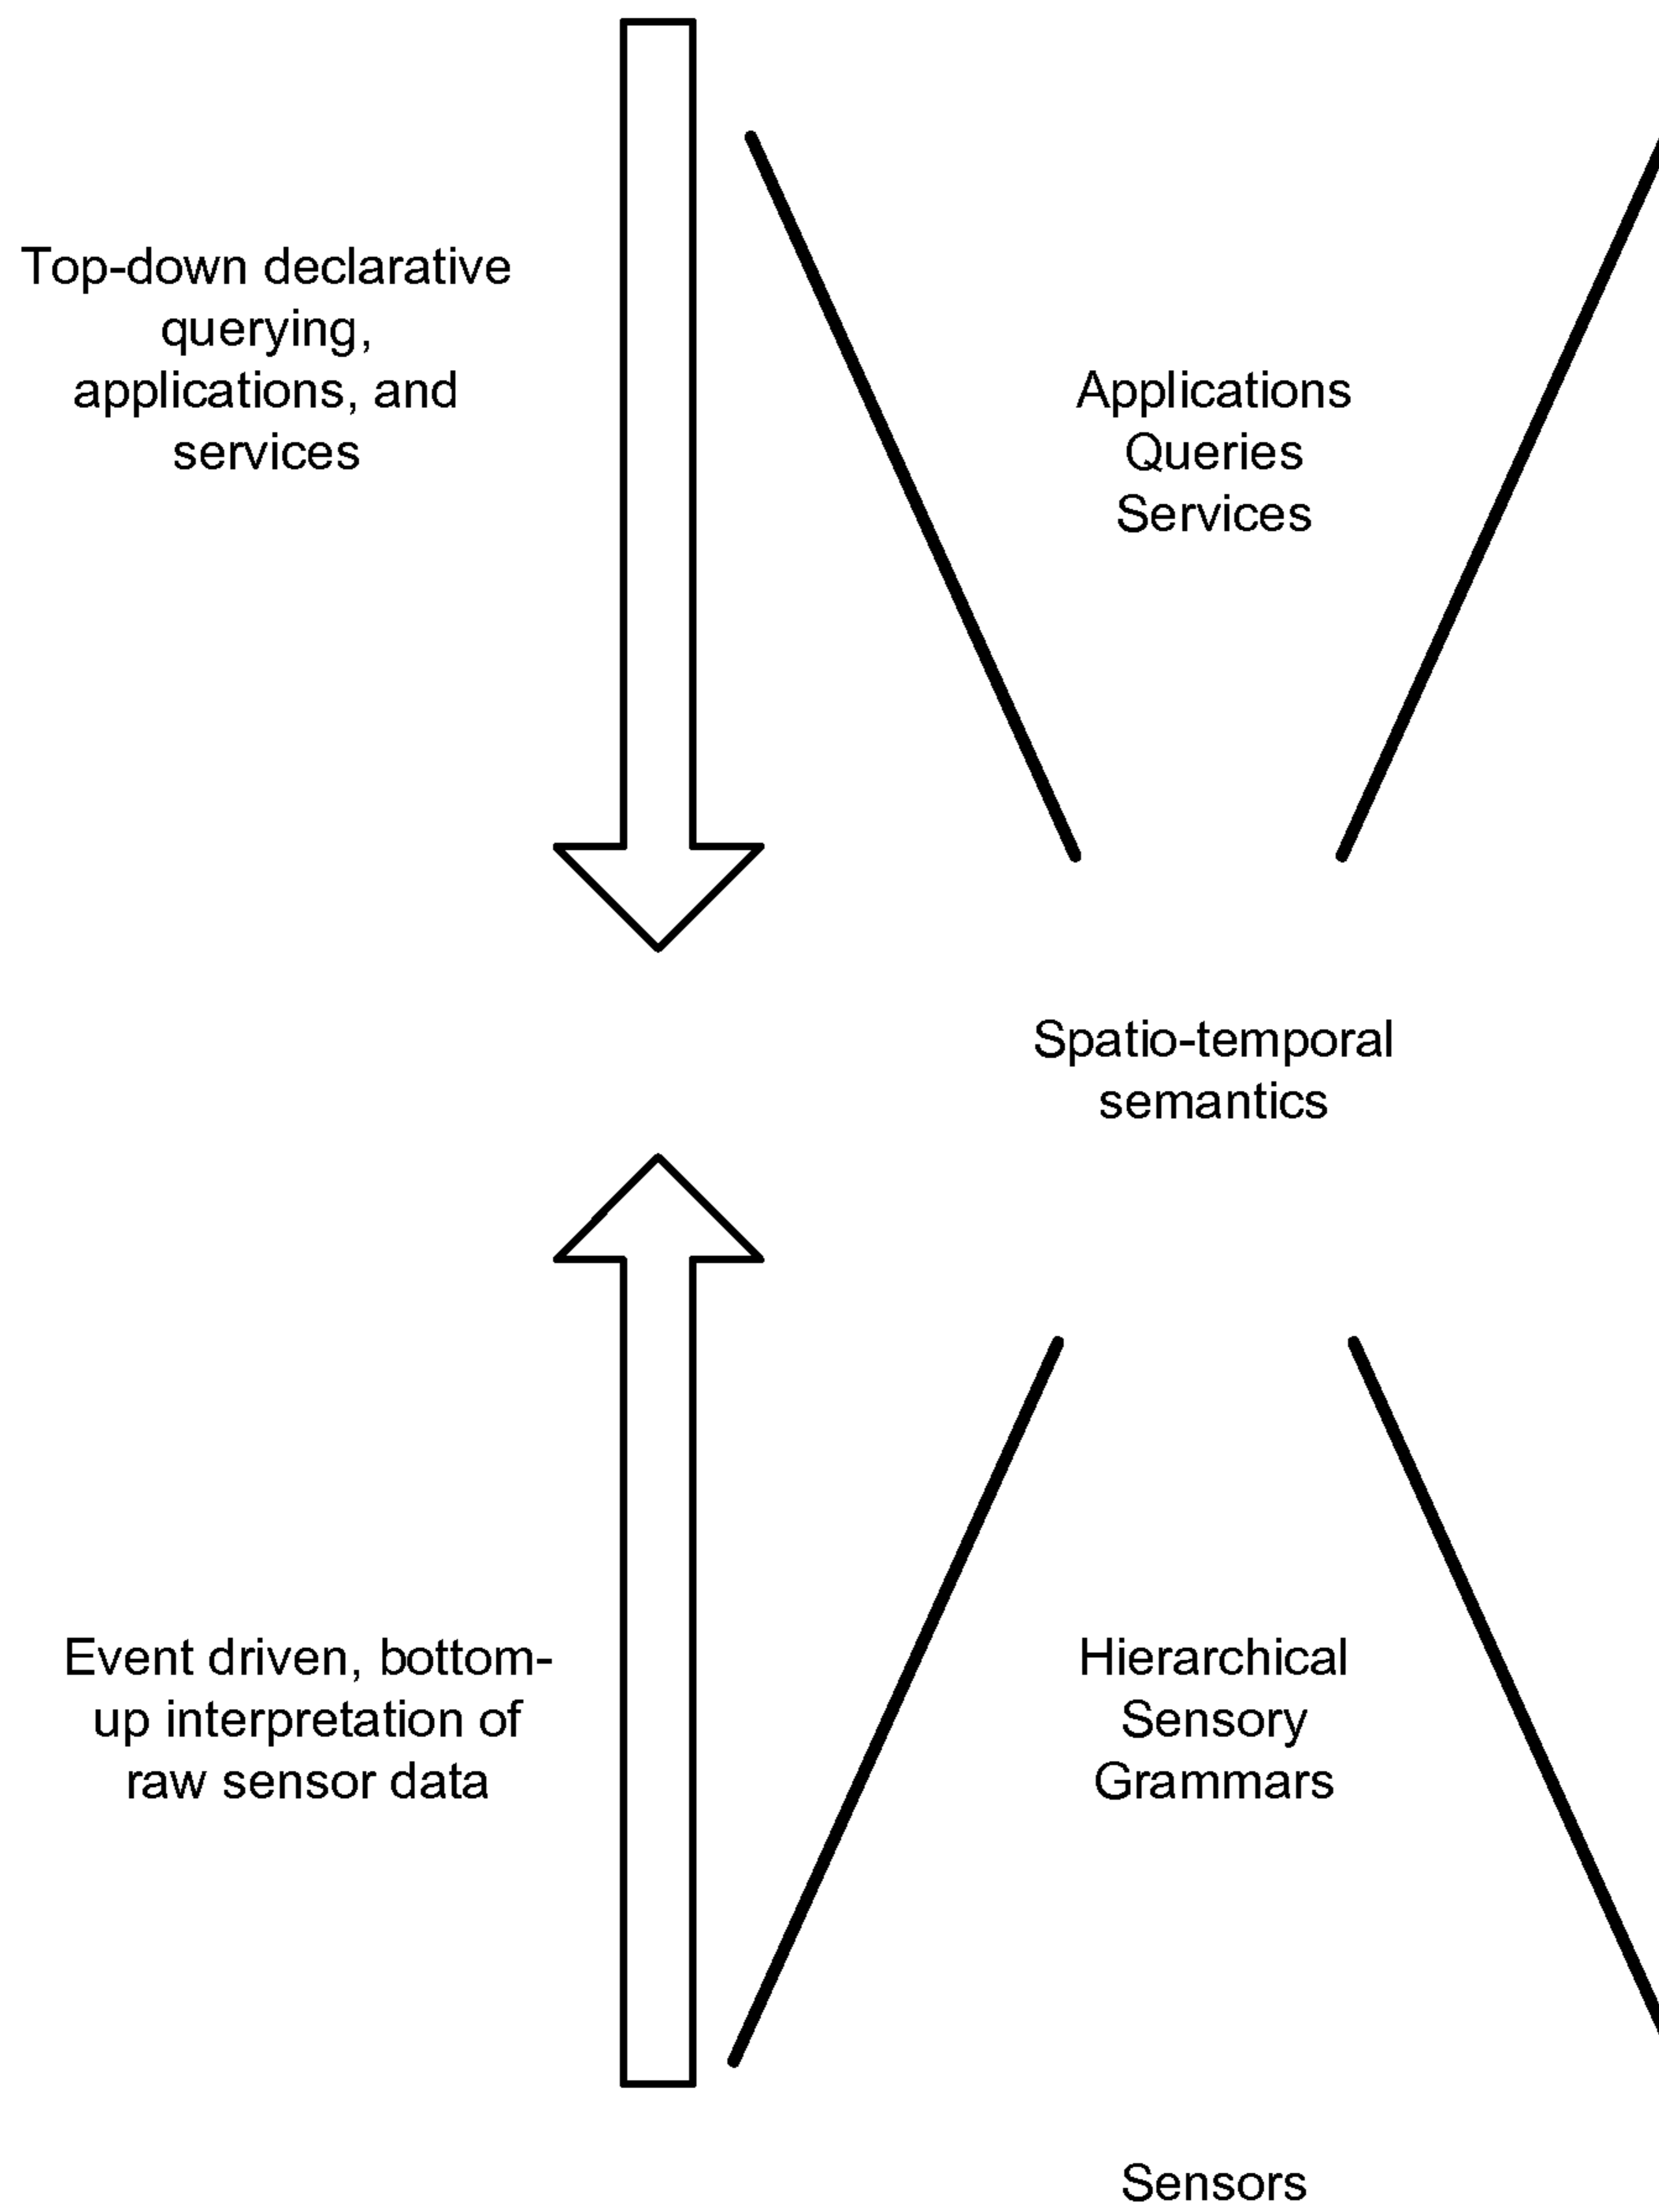 Top-down declarative
querying,
applications, and
services
Applications
Queries
Services
Spatio-temporal
semantics
Event driven, bottom-
up interpretation of
raw sensor data
Hierarchical
Sensory
Grammars
Sensors